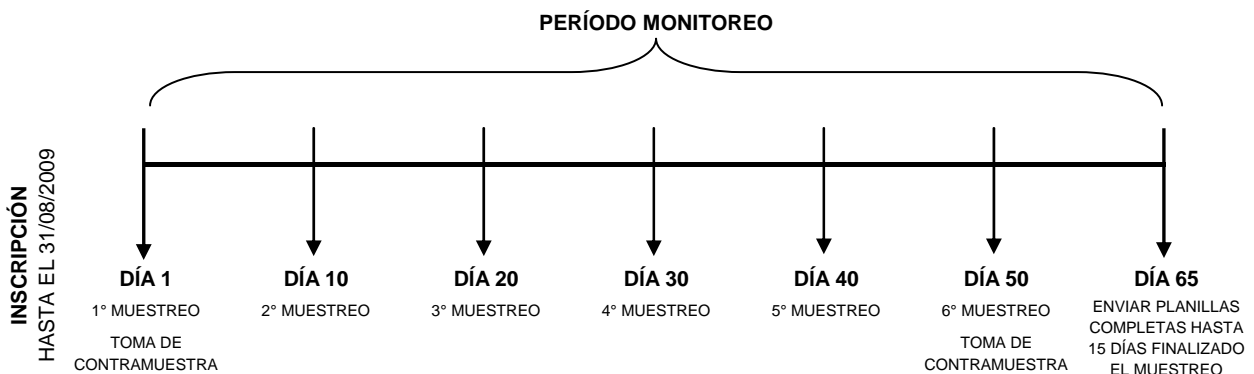 PERÍODO MONITOREO
INSCRIPCIÓN
HASTA EL 31/08/2009
DÍA 1
1° MUESTREO
TOMA DE
CONTRAMUESTRA
DÍA 10
2° MUESTREO
DÍA 20
3° MUESTREO
DÍA 30
4° MUESTREO
DÍA 40
5° MUESTREO
DÍA 50
6° MUESTREO
TOMA DE
CONTRAMUESTRA
DÍA 65
ENVIAR PLANILLAS
COMPLETAS HASTA
15 DÍAS FINALIZADO
EL MUESTREO